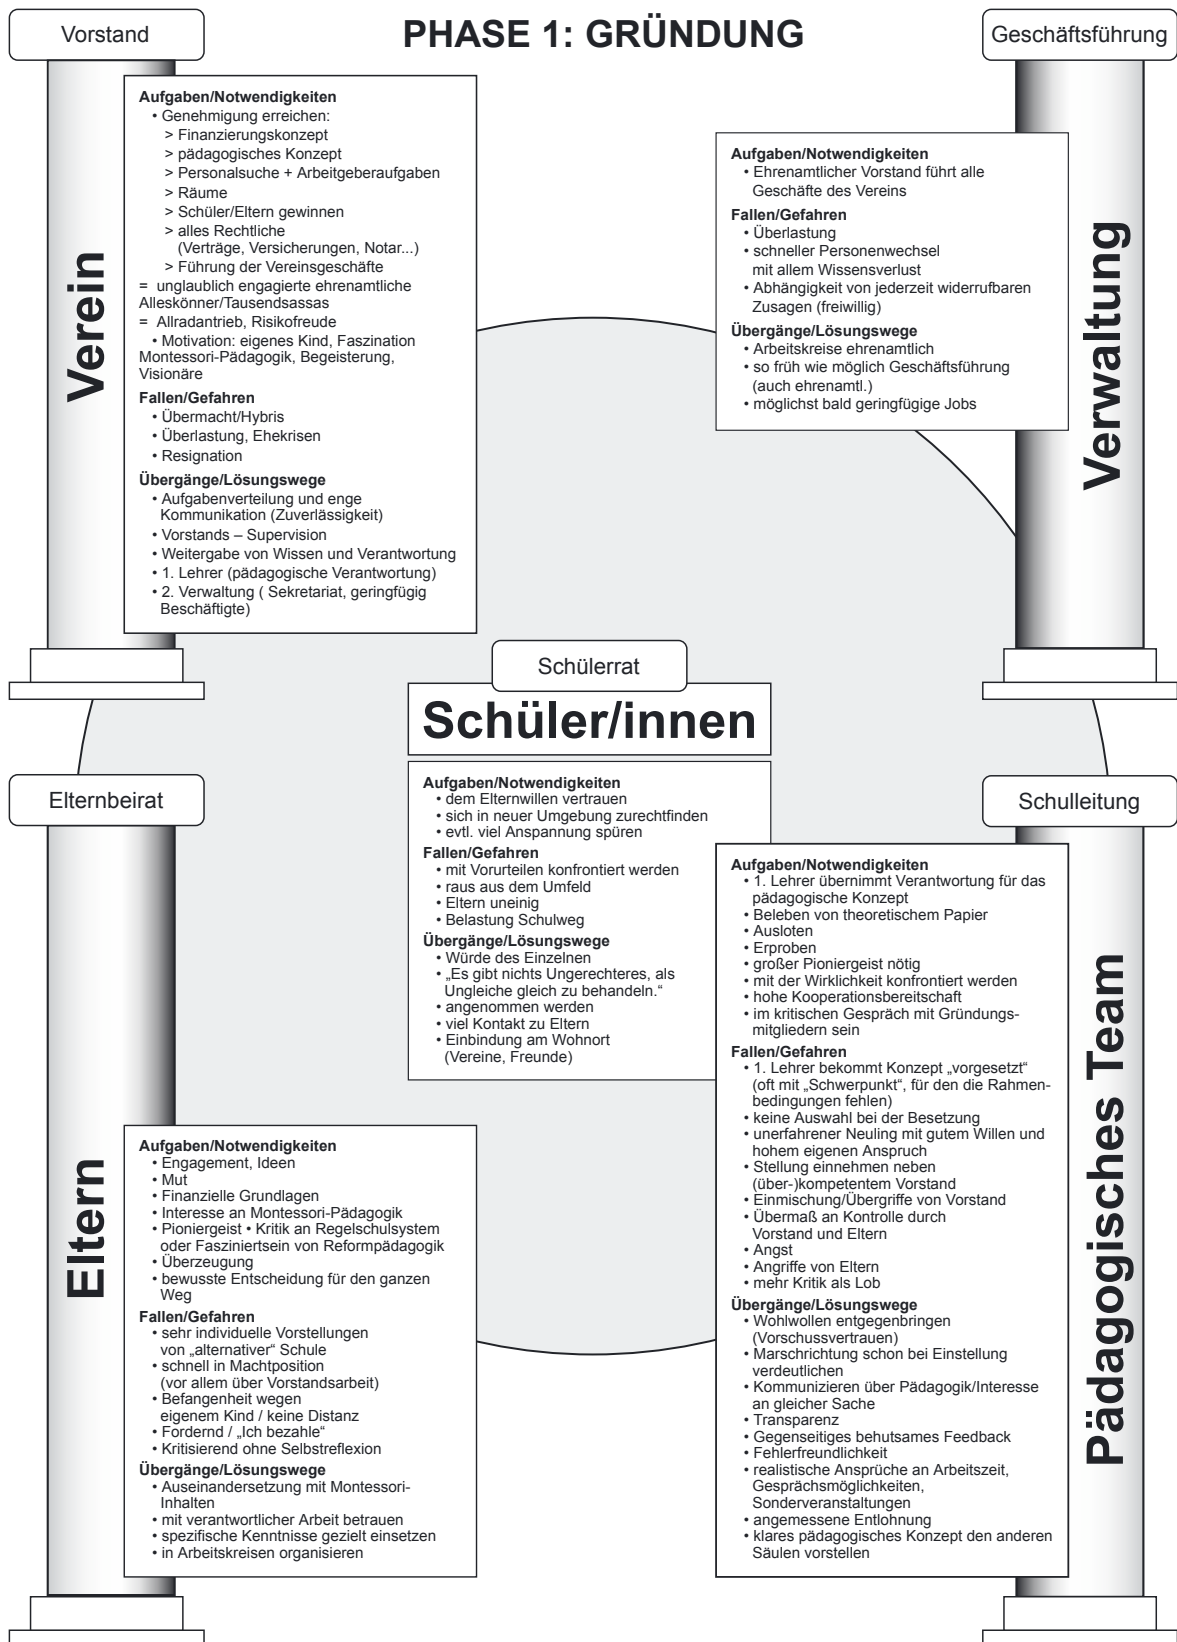 PHASE 1: GRÜNDUNG
Vorstand
Verein
Aufgaben/Notwendigkeiten
• Genehmigung erreichen:
> Finanzierungskonzept
> pädagogisches Konzept
> Personalsuche + Arbeitgeberaufgaben
> Räume
> Schüler/Eltern gewinnen
> alles Rechtliche
(Verträge, Versicherungen, Notar...)
> Führung der Vereinsgeschäfte
= unglaublich engagierte ehrenamtliche
Alleskönner/Tausendsassas
= Allradantrieb, Risikofreude
• Motivation: eigenes Kind, Faszination
Montessori-Pädagogik, Begeisterung,
Visionäre
Fallen/Gefahren
• Übermacht/Hybris
• Überlastung, Ehekrisen
• Resignation
Übergänge/Lösungswege
• Aufgabenverteilung und enge
Kommunikation (Zuverlässigkeit)
• Vorstands – Supervision
• Weitergabe von Wissen und Verantwortung
• 1. Lehrer (pädagogische Verantwortung)
• 2. Verwaltung ( Sekretariat, geringfügig
Beschäftigte)
Geschäftsführung
Verwaltung
Aufgaben/Notwendigkeiten
• Ehrenamtlicher Vorstand führt alle
Geschäfte des Vereins
Fallen/Gefahren
• Überlastung
• schneller Personenwechsel
mit allem Wissensverlust
• Abhängigkeit von jederzeit widerrufbaren
Zusagen (freiwillig)
Übergänge/Lösungswege
• Arbeitskreise ehrenamtlich
• so früh wie möglich Geschäftsführung
(auch ehrenamtl.)
• möglichst bald geringfügige Jobs
Schülerrat
Schüler/innen
Aufgaben/Notwendigkeiten
• dem Elternwillen vertrauen
• sich in neuer Umgebung zurechtfinden
• evtl. viel Anspannung spüren
Fallen/Gefahren
• mit Vorurteilen konfrontiert werden
• raus aus dem Umfeld
• Eltern uneinig
• Belastung Schulweg
Übergänge/Lösungswege
• Würde des Einzelnen
• „Es gibt nichts Ungerechteres, als
Ungleiche gleich zu behandeln.“
• angenommen werden
• viel Kontakt zu Eltern
• Einbindung am Wohnort
(Vereine, Freunde)
Elternbeirat
Eltern
Aufgaben/Notwendigkeiten
• Engagement, Ideen
• Mut
• Finanzielle Grundlagen
• Interesse an Montessori-Pädagogik
• Pioniergeist • Kritik an Regelschulsystem
oder Fasziniertsein von Reformpädagogik
• Überzeugung
• bewusste Entscheidung für den ganzen
Weg
Fallen/Gefahren
• sehr individuelle Vorstellungen
von „alternativer“ Schule
• schnell in Machtposition
(vor allem über Vorstandsarbeit)
• Befangenheit wegen
eigenem Kind / keine Distanz
• Fordernd / „Ich bezahle“
• Kritisierend ohne Selbstreflexion
Übergänge/Lösungswege
• Auseinandersetzung mit Montessori-
Inhalten
• mit verantwortlicher Arbeit betrauen
• spezifische Kenntnisse gezielt einsetzen
• in Arbeitskreisen organisieren
Schulleitung
Pädagogisches Team
Aufgaben/Notwendigkeiten
• 1. Lehrer übernimmt Verantwortung für das
pädagogische Konzept
• Beleben von theoretischem Papier
• Ausloten
• Erproben
• großer Pioniergeist nötig
• mit der Wirklichkeit konfrontiert werden
• hohe Kooperationsbereitschaft
• im kritischen Gespräch mit Gründungs-
mitgliedern sein
Fallen/Gefahren
• 1. Lehrer bekommt Konzept „vorgesetzt“
(oft mit „Schwerpunkt“, für den die Rahmen-
bedingungen fehlen)
• keine Auswahl bei der Besetzung
• unerfahrener Neuling mit gutem Willen und
hohem eigenen Anspruch
• Stellung einnehmen neben
(über-)kompetentem Vorstand
• Einmischung/Übergriffe von Vorstand
• Übermaß an Kontrolle durch
Vorstand und Eltern
• Angst
• Angriffe von Eltern
• mehr Kritik als Lob
Übergänge/Lösungswege
• Wohlwollen entgegenbringen
(Vorschussvertrauen)
• Marschrichtung schon bei Einstellung
verdeutlichen
• Kommunizieren über Pädagogik/Interesse
an gleicher Sache
• Transparenz
• Gegenseitiges behutsames Feedback
• Fehlerfreundlichkeit
• realistische Ansprüche an Arbeitszeit,
Gesprächsmöglichkeiten,
Sonderveranstaltungen
• angemessene Entlohnung
• klares pädagogisches Konzept den anderen
Säulen vorstellen